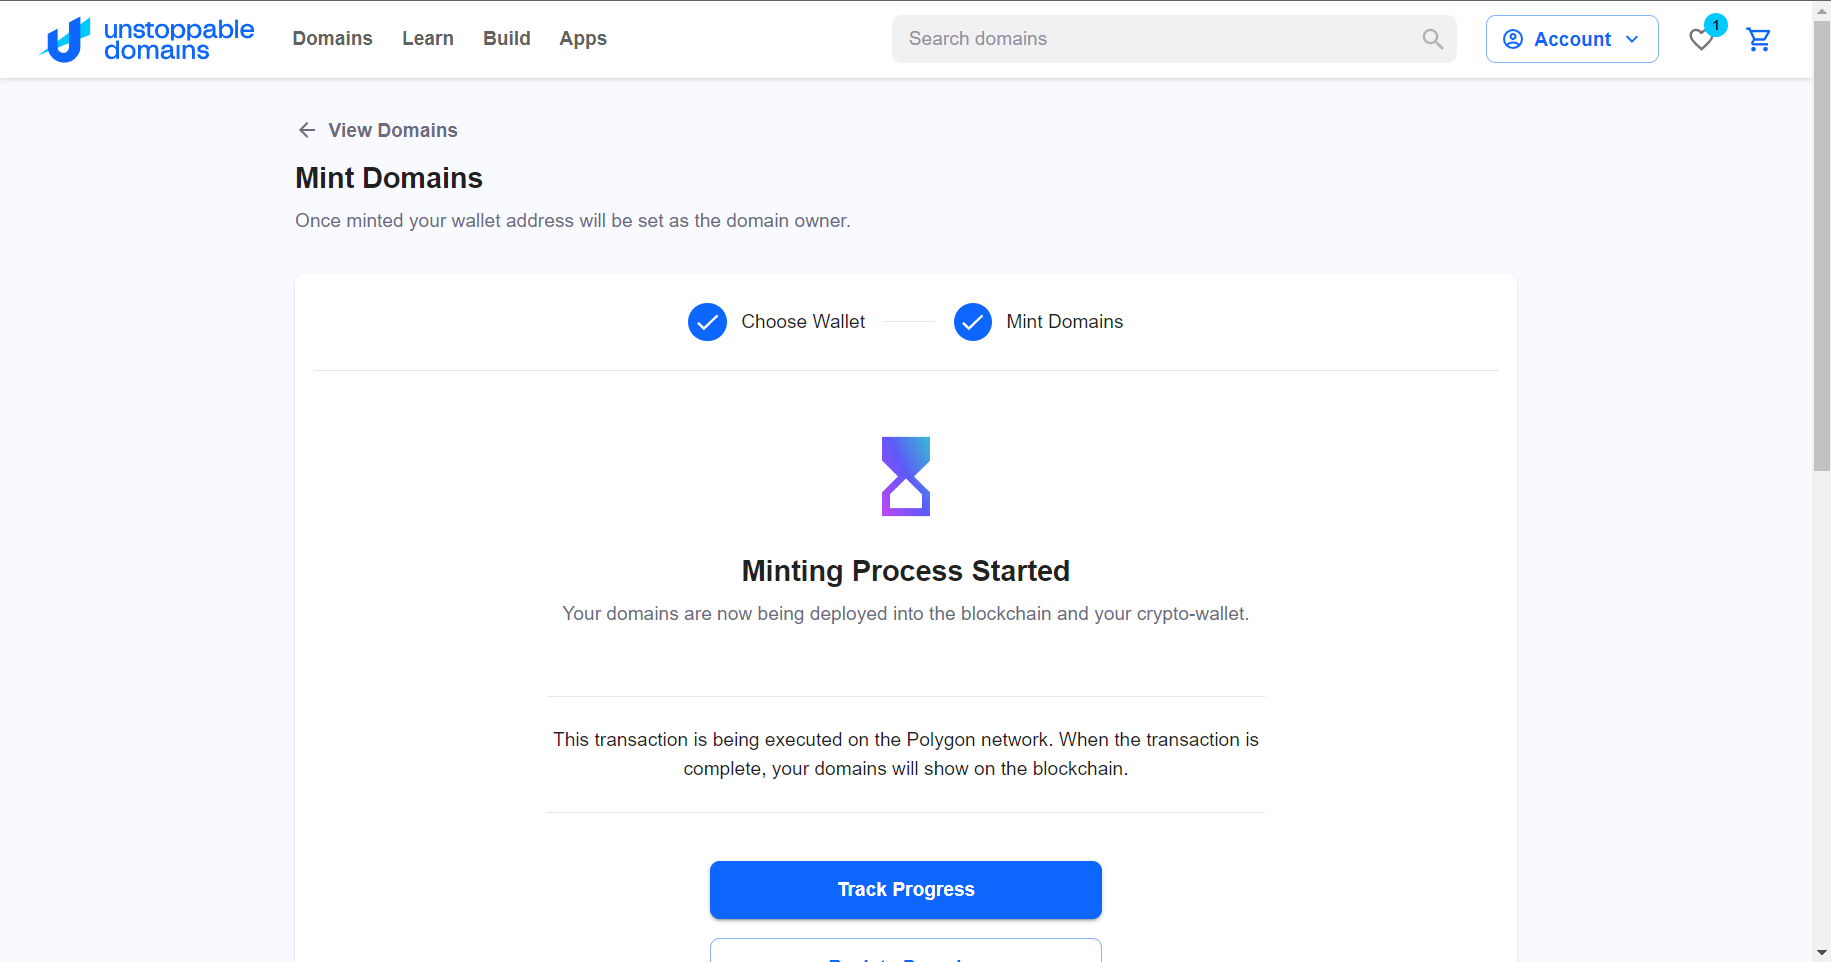 unstoppable
domains
Domains
Learn
Build
Apps
Search domains
Account
1
View Domains
Mint Domains
Once minted your wallet address will be set as the domain owner.
Choose Wallet
Mint Domains
Minting Process Started
Your domains are now being deployed into the blockchain and your crypto-wallet.
This transaction is being executed on the Polygon network. When the transaction is
complete, your domains will show on the blockchain.
Track Progress